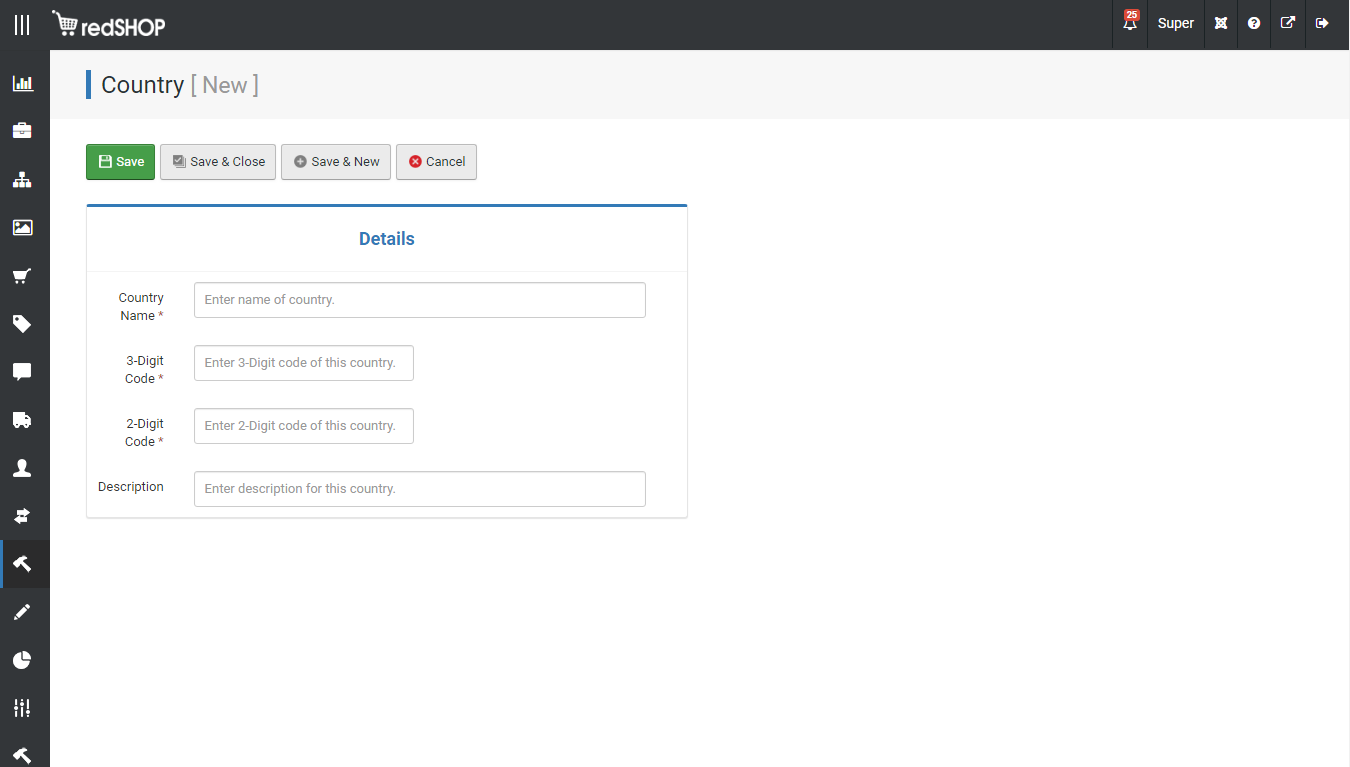 redSHOP
25
Super
Country [ New ]
Save
Save & Close
Save & New
Cancel
Details
Country
Name *
Enter name of country.
3-Digit
Code *
Enter 3-Digit code of this country.
2-Digit
Code *
Enter 2-Digit code of this country.
Description
Enter description for this country.